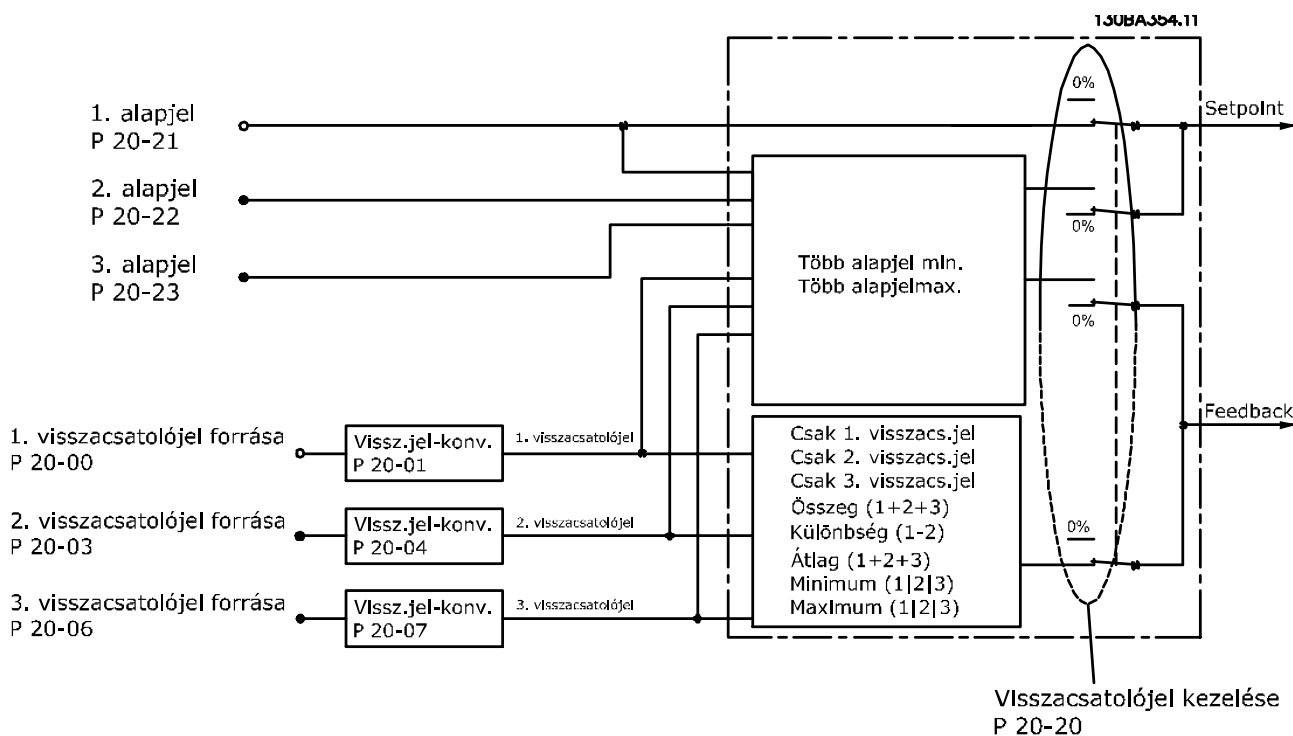 130BA354.11
0%
1. alapjel
P 20-21
Setpoint
2. alapjel
P 20-22
0%
3. alapjel
P 20-23
Több alapjel min.
Több alapjelmax.
0%
1. visszacsatolójel forrása
P 20-00
Vissz.jel-konv.
P 20-01
1. visszacsatolójel
Feedback
Csak 1. visszacs.jel
Csak 2. visszacs.jel
Csak 3. visszacs.jel
Összeg (1+2+3)
Különbség (1-2)
Átlag (1+2+3)
Minimum (1|2|3)
Maximum (1|2|3)
2. visszacsatolójel forrása
P 20-03
Vissz.jel-konv.
P 20-04
2. visszacsatolójel
0%
3. visszacsatolójel forrása
P 20-06
Vissz.jel-konv.
P 20-07
3. visszacsatolójel
Visszacsatolójel kezelése
P 20-20